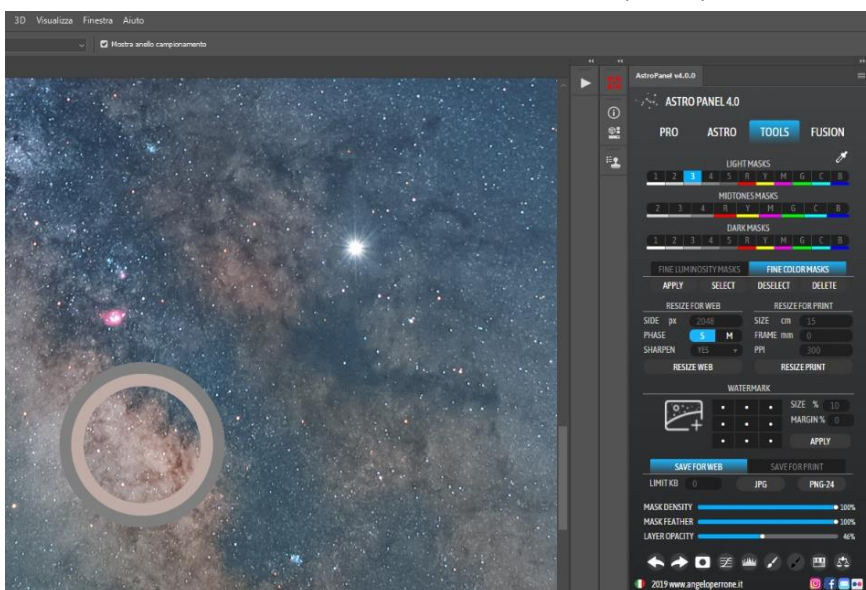 3D Visualizza Finestra Aiuto
Mostra anello campionamento
AstroPanel v4.0.0
ASTRO PANEL 4.0
PRO ASTRO TOOLS FUSION
LIGHT MASKS
1 2 3 4 5 R Y M G C B
MIDTONES MASKS
2 3 4 R Y M G C B
DARK MASKS
1 2 3 4 5 R Y M G C B
FINE LUMINOSITY MASKS FINE COLOR MASKS
APPLY SELECT DESELECT DELETE
RESIZE FOR WEB RESIZE FOR PRINT
SIDE px 2048 SIZE cm 15
PHASE S M FRAME mm 0
SHARPEN YES PPI 300
RESIZE WEB RESIZE PRINT
WATERMARK
SIZE % 10
MARGIN % 0
APPLY
SAVE FOR WEB SAVE FOR PRINT
LIMIT KB 0 JPG PNG-24
MASK DENSITY 100%
MASK FEATHER 100%
LAYER OPACITY 46%
2019 www.angeloperrone.it